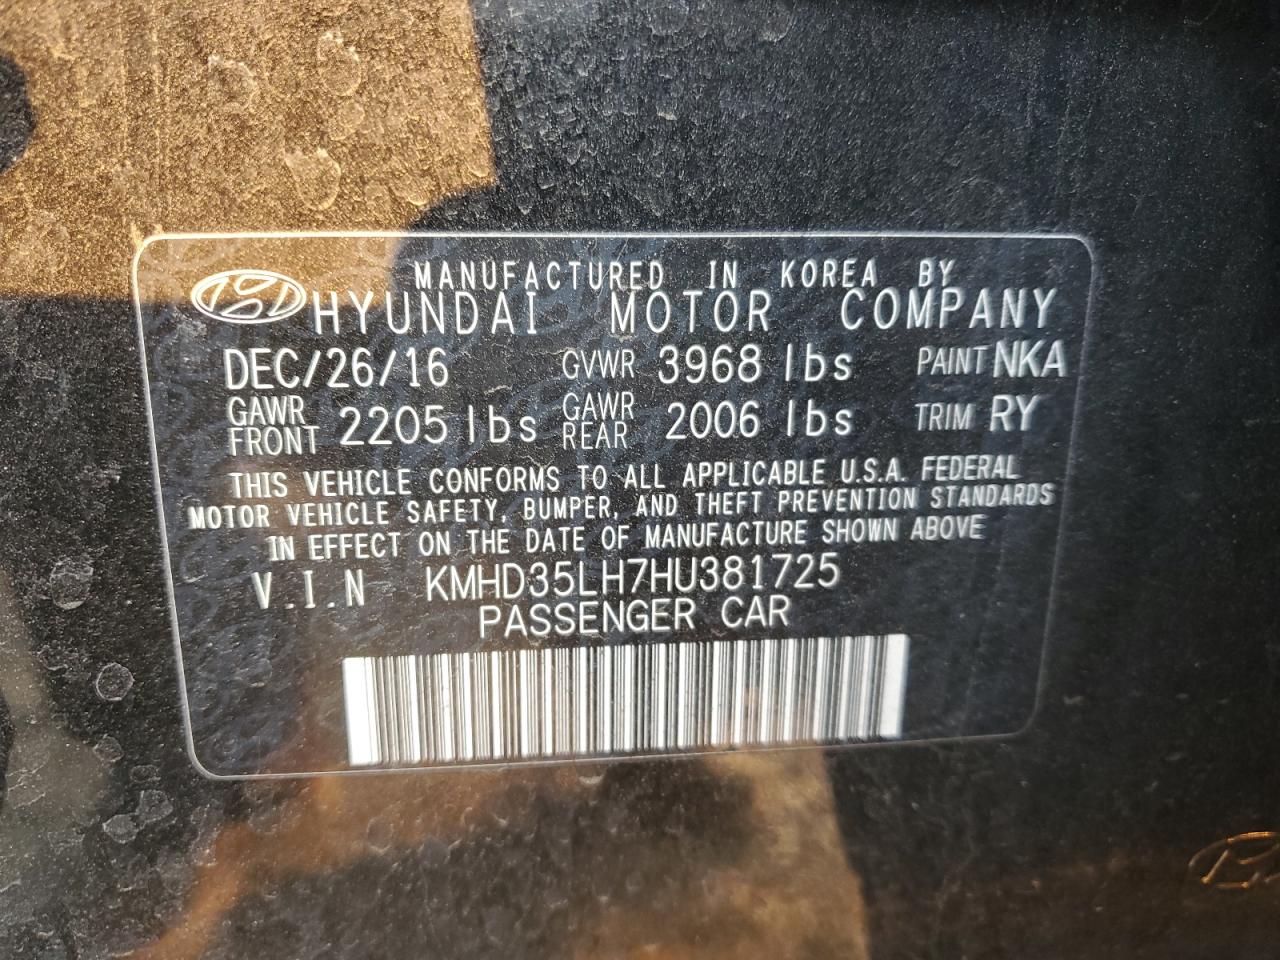 MANUFACTURED IN KOREA BY
HYUNDAI MOTOR COMPANY
DEC/26/16 GVWR 3968 lbs PAINT NKA
GAWR FRONT 2205 lbs GAWR REAR 2006 lbs TRIM RY
THIS VEHICLE CONFORMS TO ALL APPLICABLE U.S.A. FEDERAL
MOTOR VEHICLE SAFETY, BUMPER, AND THEFT PREVENTION STANDARDS
IN EFFECT ON THE DATE OF MANUFACTURE SHOWN ABOVE
V.I.N KMHD35LH7HU381725
PASSENGER CAR